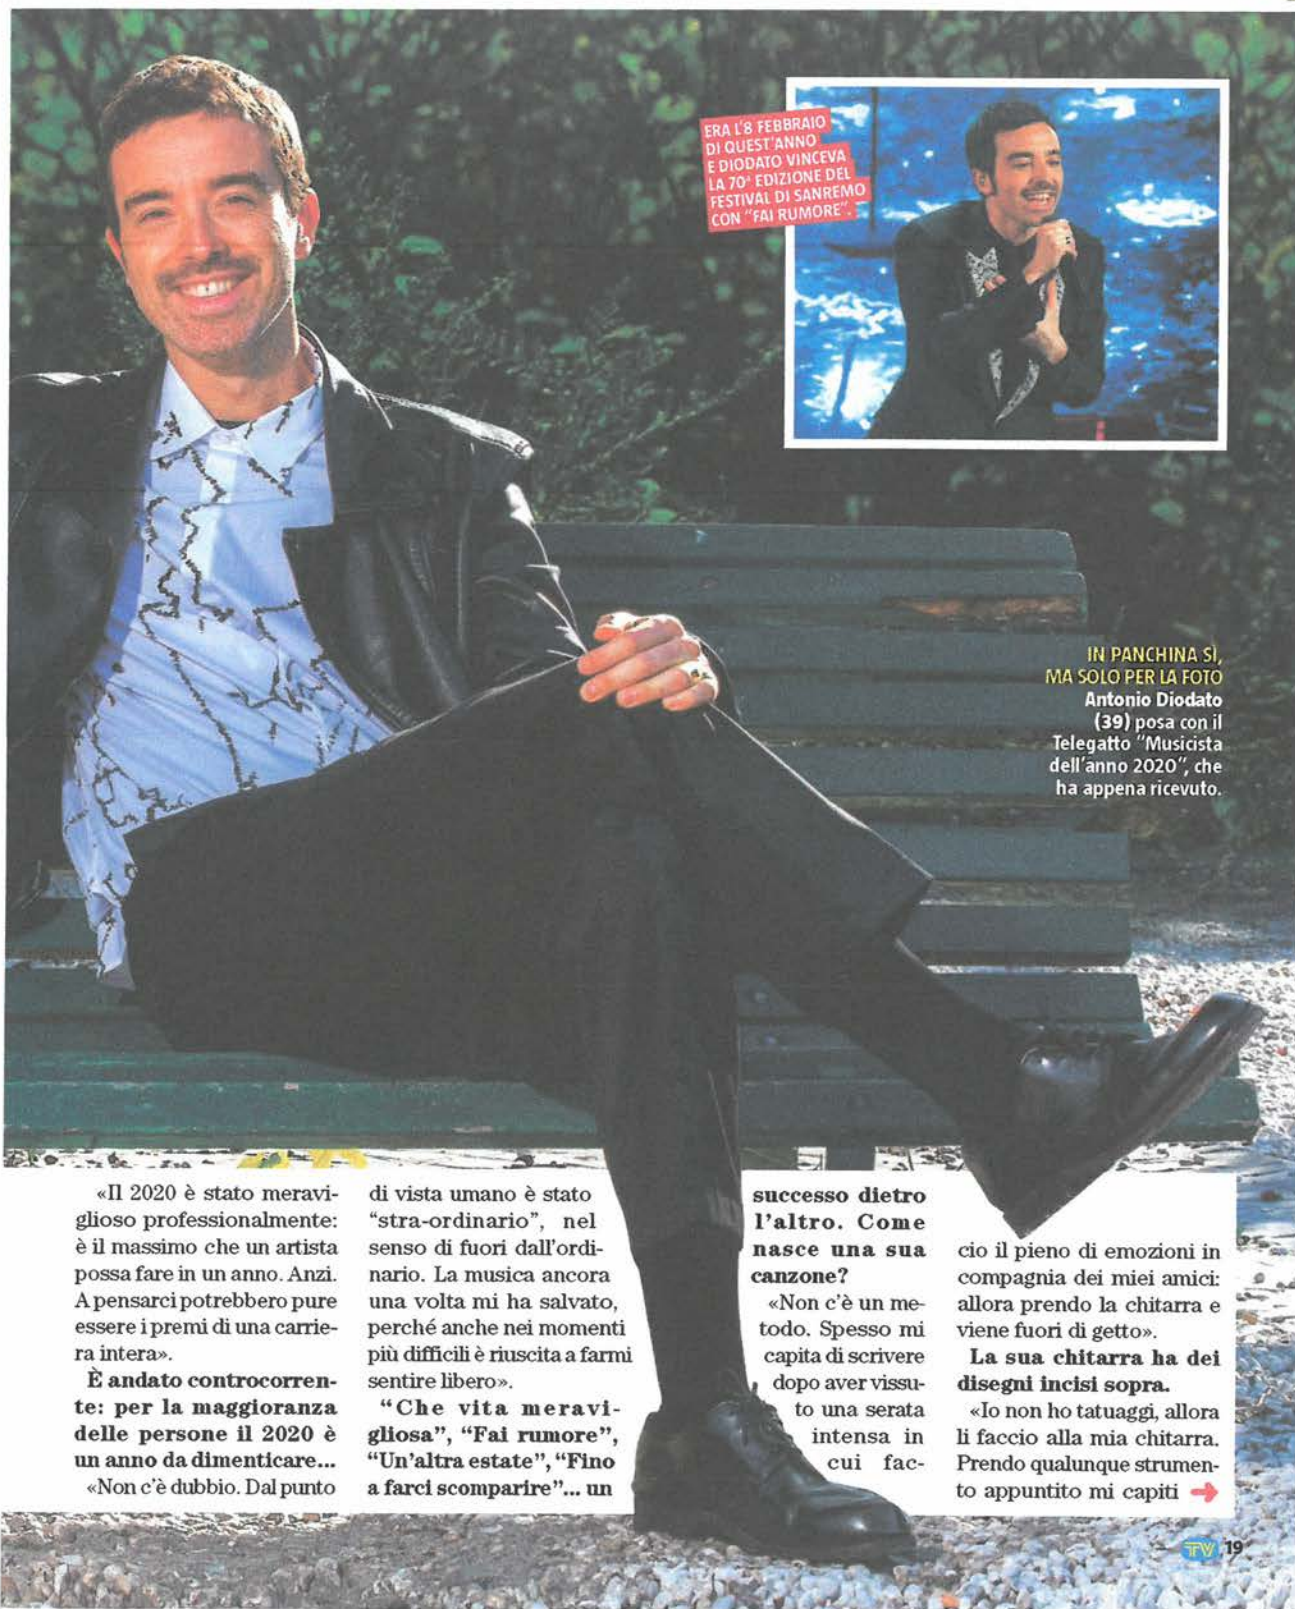 ERA L'8 FEBBRAIO
DI QUEST'ANNO
E DIODATO VINCEVA
LA 70ª EDIZIONE DEL
FESTIVAL DI SANREMO
CON "FAI RUMORE".
IN PANCHINA SÌ,
MA SOLO PER LA FOTO
Antonio Diodato
(39) posa con il
Telegatto "Musicista
dell'anno 2020", che
ha appena ricevuto.
«Il 2020 è stato meravi-
glioso professionalmente:
è il massimo che un artista
possa fare in un anno. Anzi.
A pensarci potrebbero pure
essere i premi di una carrie-
ra intera».
È andato controcorren-
te: per la maggioranza
delle persone il 2020 è
un anno da dimenticare...
«Non c'è dubbio. Dal punto
di vista umano è stato
"stra-ordinario", nel
senso di fuori dall'ordi-
nario. La musica ancora
una volta mi ha salvato,
perché anche nei momenti
più difficili è riuscita a farmi
sentire libero».
"Che vita meravi-
gliosa", "Fai rumore",
"Un'altra estate", "Fino
a farci scomparire"... un
successo dietro
l'altro. Come
nasce una sua
canzone?
«Non c'è un me-
todo. Spesso mi
capita di scrivere
dopo aver vissu-
to una serata
intensa in
cui fac-
cio il pieno di emozioni in
compagnia dei miei amici:
allora prendo la chitarra e
viene fuori di getto».
La sua chitarra ha dei
disegni incisi sopra.
«Io non ho tatuaggi, allora
li faccio alla mia chitarra.
Prendo qualunque strumen-
to appuntito mi capiti
TV 19